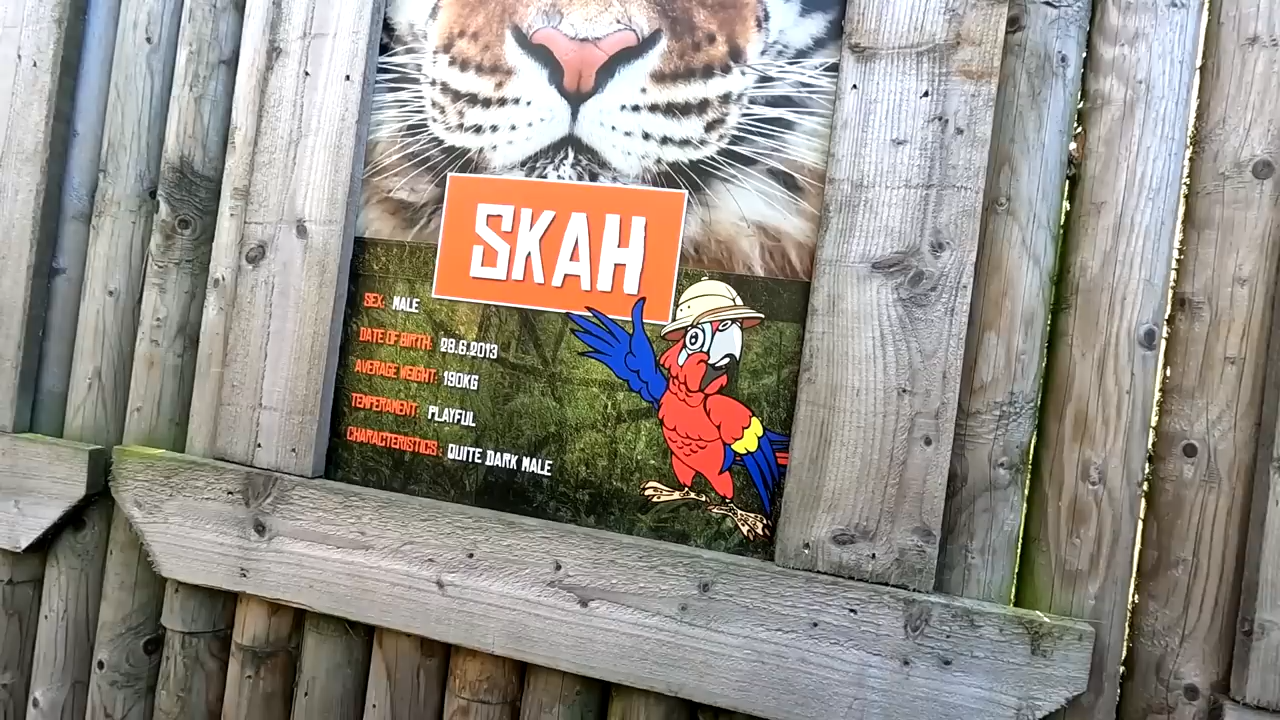 SKAH
SEX: MALE
DATE OF BIRTH: 28.6.2013
AVERAGE WEIGHT: 190KG
TEMPERAMENT: PLAYFUL
CHARACTERISTICS: QUITE DARK MALE